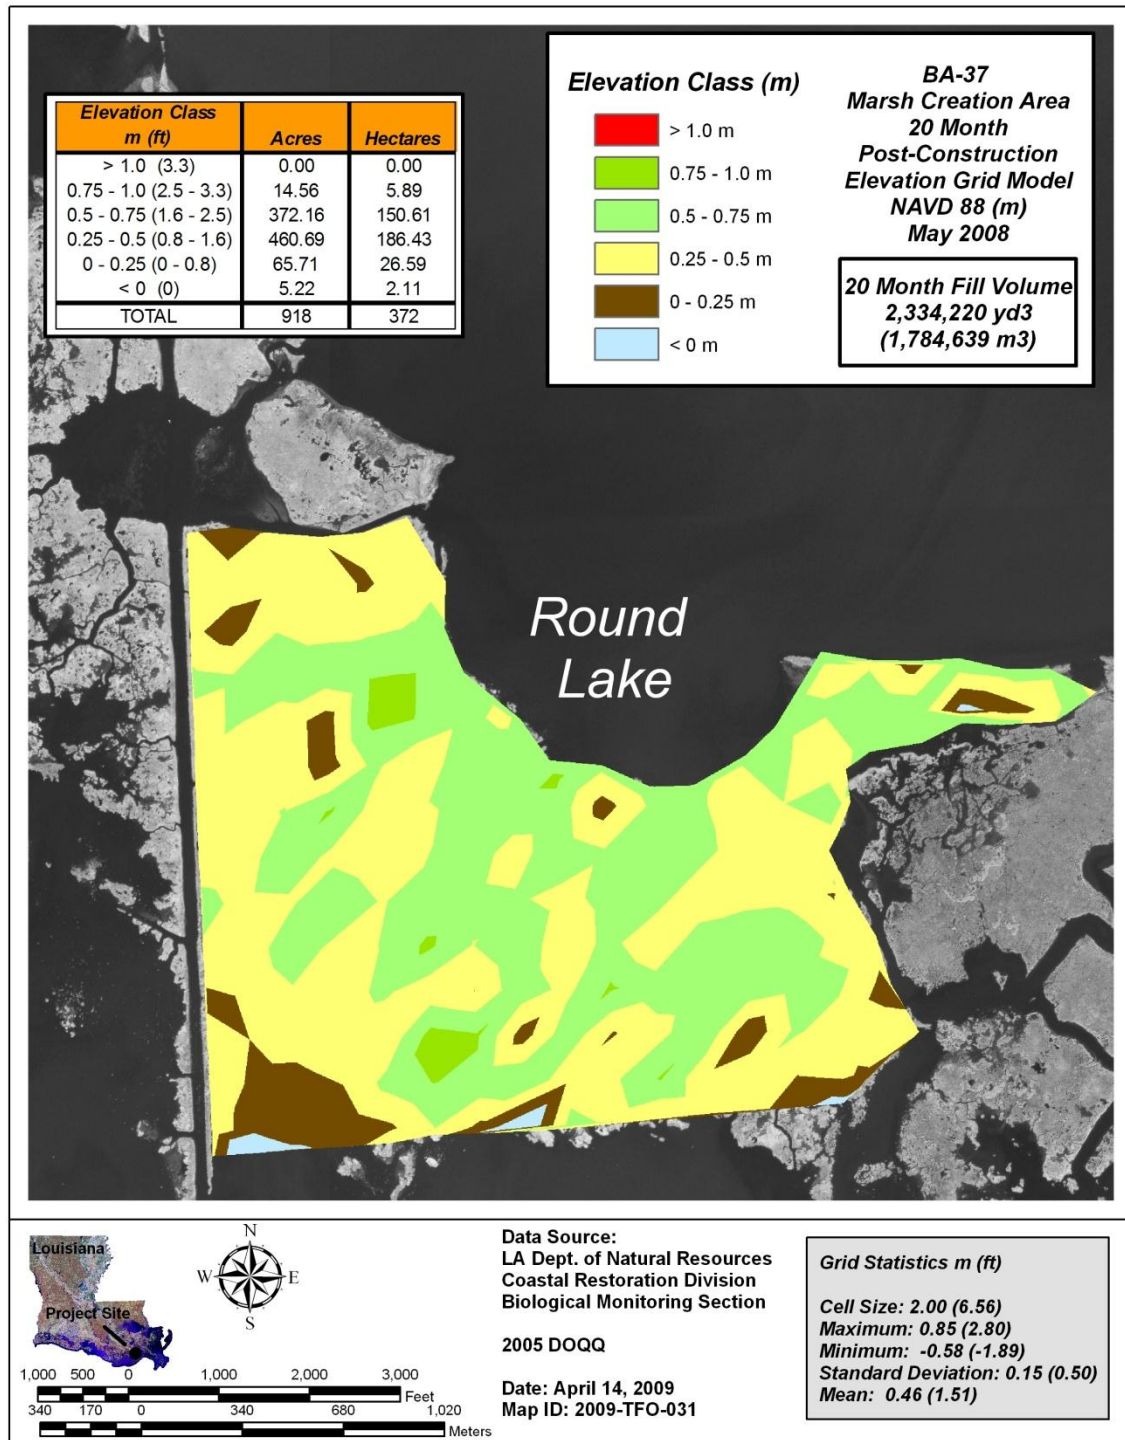 Elevation Class
m (ft) Acres Hectares
> 1.0 (3.3) 0.00 0.00
0.75 - 1.0 (2.5 - 3.3) 14.56 5.89
0.5 - 0.75 (1.6 - 2.5) 372.16 150.61
0.25 - 0.5 (0.8 - 1.6) 460.69 186.43
0 - 0.25 (0 - 0.8) 65.71 26.59
< 0 (0) 5.22 2.11
TOTAL 918 372
Elevation Class (m)
> 1.0 m
0.75 - 1.0 m
0.5 - 0.75 m
0.25 - 0.5 m
0 - 0.25 m
< 0 m
BA-37
Marsh Creation Area
20 Month
Post-Construction
Elevation Grid Model
NAVD 88 (m)
May 2008
20 Month Fill Volume
2,334,220 yd3
(1,784,639 m3)
Round
Lake
Louisiana
Project Site
N
W E
S
1,000 500 0 1,000 2,000 3,000
Feet
340 170 0 340 680 1,020
Meters
Data Source:
LA Dept. of Natural Resources
Coastal Restoration Division
Biological Monitoring Section
2005 DOQQ
Date: April 14, 2009
Map ID: 2009-TFO-031
Grid Statistics m (ft)
Cell Size: 2.00 (6.56)
Maximum: 0.85 (2.80)
Minimum: -0.58 (-1.89)
Standard Deviation: 0.15 (0.50)
Mean: 0.46 (1.51)